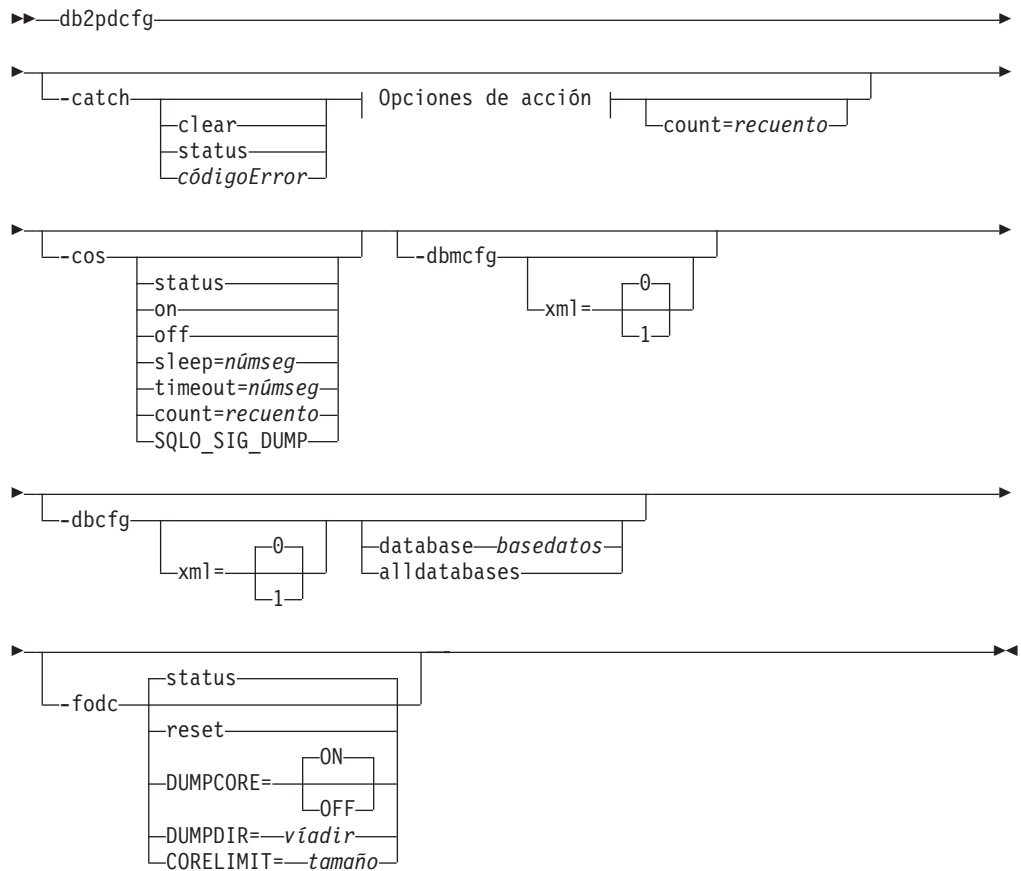 db2pdcfg
-catch
clear
status
códigoError
Opciones de acción
count=recuento
-cos
status
on
off
sleep=númseg
timeout=númseg
count=recuento
SQLO_SIG_DUMP
-dbmcfg
xml=
0
1
-dbcfg
xml=
0
1
database basedatos
alldatabases
-fodc
status
reset
DUMPCORE=
ON
OFF
DUMPDIR=víadir
CORELIMIT=tamaño